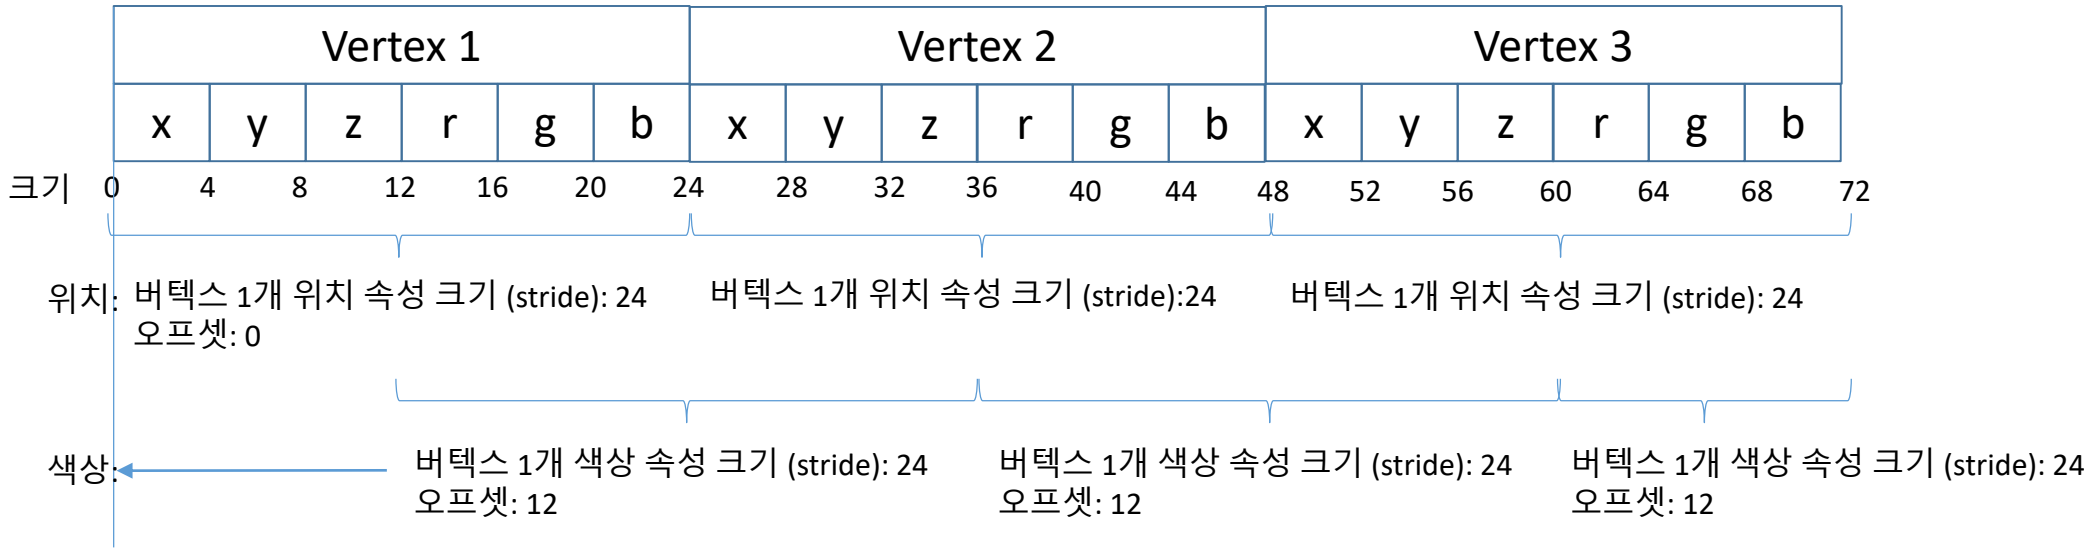 Vertex 1 Vertex 2 Vertex 3
x y z r g b x y z r g b x y z r g b
크기 0 4 8 12 16 20 24 28 32 36 40 44 48 52 56 60 64 68 72
위치: 버텍스 1개 위치 속성 크기 (stride): 24 버텍스 1개 위치 속성 크기 (stride):24 버텍스 1개 위치 속성 크기 (stride): 24
오프셋: 0
색상: 버텍스 1개 색상 속성 크기 (stride): 24 버텍스 1개 색상 속성 크기 (stride): 24 버텍스 1개 색상 속성 크기 (stride): 24
오프셋: 12 오프셋: 12 오프셋: 12